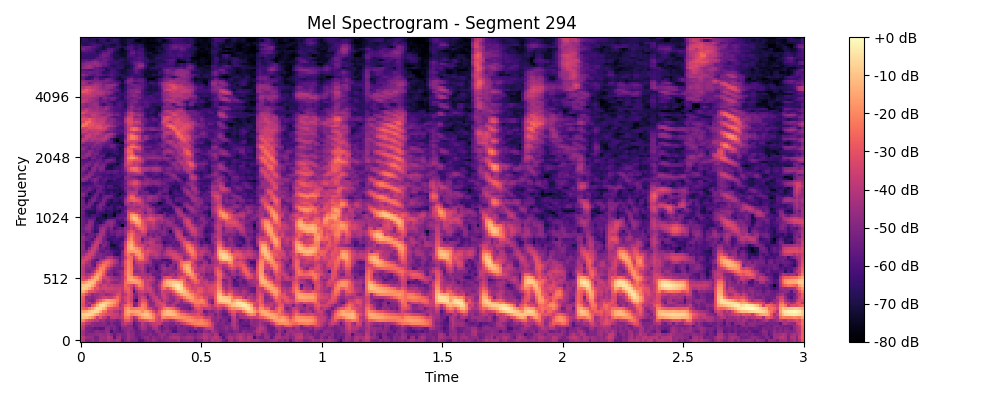 Mel Spectrogram - Segment 294
Frequency
4096
2048
1024
512
0
0
0.5
1
1.5
2
2.5
3
Time
+0 dB
-10 dB
-20 dB
-30 dB
-40 dB
-50 dB
-60 dB
-70 dB
-80 dB